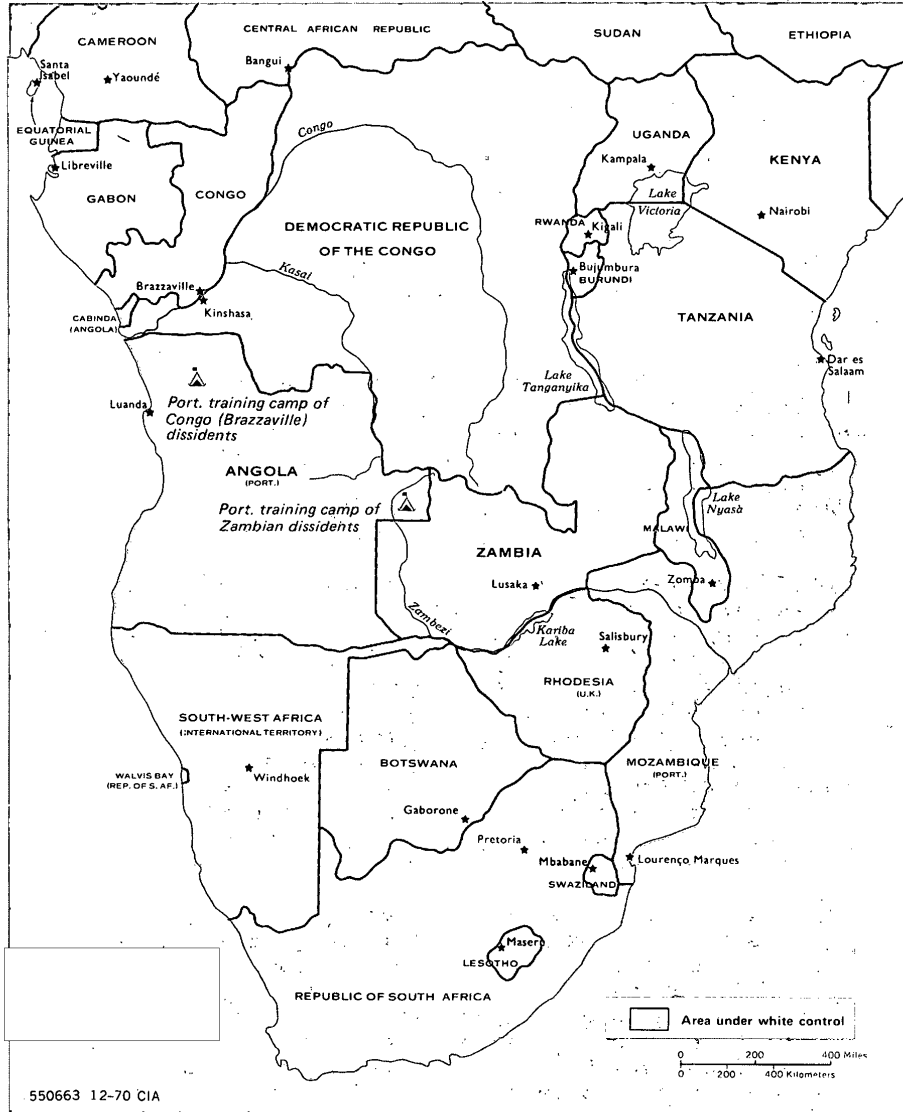 CAMEROON
CENTRAL AFRICAN REPUBLIC
SUDAN
ETHIOPIA
Santa
Isabel
Yaoundé
Bangui
EQUATORIAL
GUINEA
Congo
UGANDA
Kampala
KENYA
Libreville
GABON
CONGO
Lake
Victoria
Nairobi
DEMOCRATIC REPUBLIC
OF THE CONGO
RWANDA
Kigali
Kasai
Bujumbura
BURUNDI
Brazzaville
Kinshasa
CABINDA
(ANGOLA)
TANZANIA
Dar es
Salaam
Lake
Tanganyika
Luanda
Port. training camp of
Congo (Brazzaville)
dissidents
ANGOLA
(PORT.)
Port. training camp of
Zambian dissidents
Lake
Nyasa
MALAWI
ZAMBIA
Lusaka
Zomba
Zambezi
Kariba
Lake
Salisbury
RHODESIA
(U.K.)
SOUTH-WEST AFRICA
(INTERNATIONAL TERRITORY)
WALVIS BAY
(REP. OF S. AF.)
Windhoek
BOTSWANA
MOZAMBIQUE
(PORT.)
Gaborone
Pretoria
Mbabane
SWAZILAND
Lourenço Marques
Maseru
LESOTHO
REPUBLIC OF SOUTH AFRICA
Area under white control
0 200 400 Miles
0 200 400 Kilometers
550663 12-70 CIA